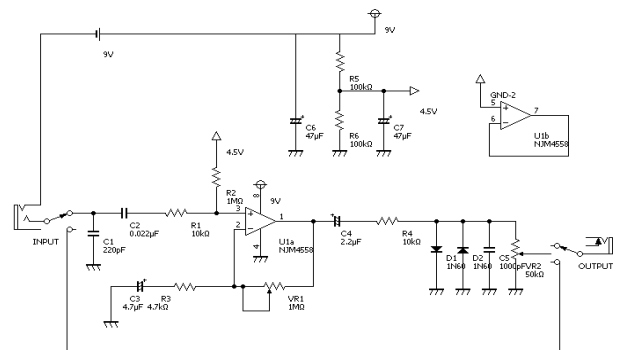 9V
9V
R5
100kΩ
4.5V
GND-2
5
6
7
U1b
NJM4558
C6
47μF
R6
100kΩ
C7
47μF
4.5V
R2
1MΩ
9V
8
3
2
1
4
U1a
NJM4558
INPUT
C1
220pF
C2
0.022μF
R1
10kΩ
C4
2.2μF
R4
10kΩ
D1
1N60
D2
1N60
C5
1000pF
VR2
50kΩ
OUTPUT
C3
4.7μF
R3
4.7kΩ
VR1
1MΩ